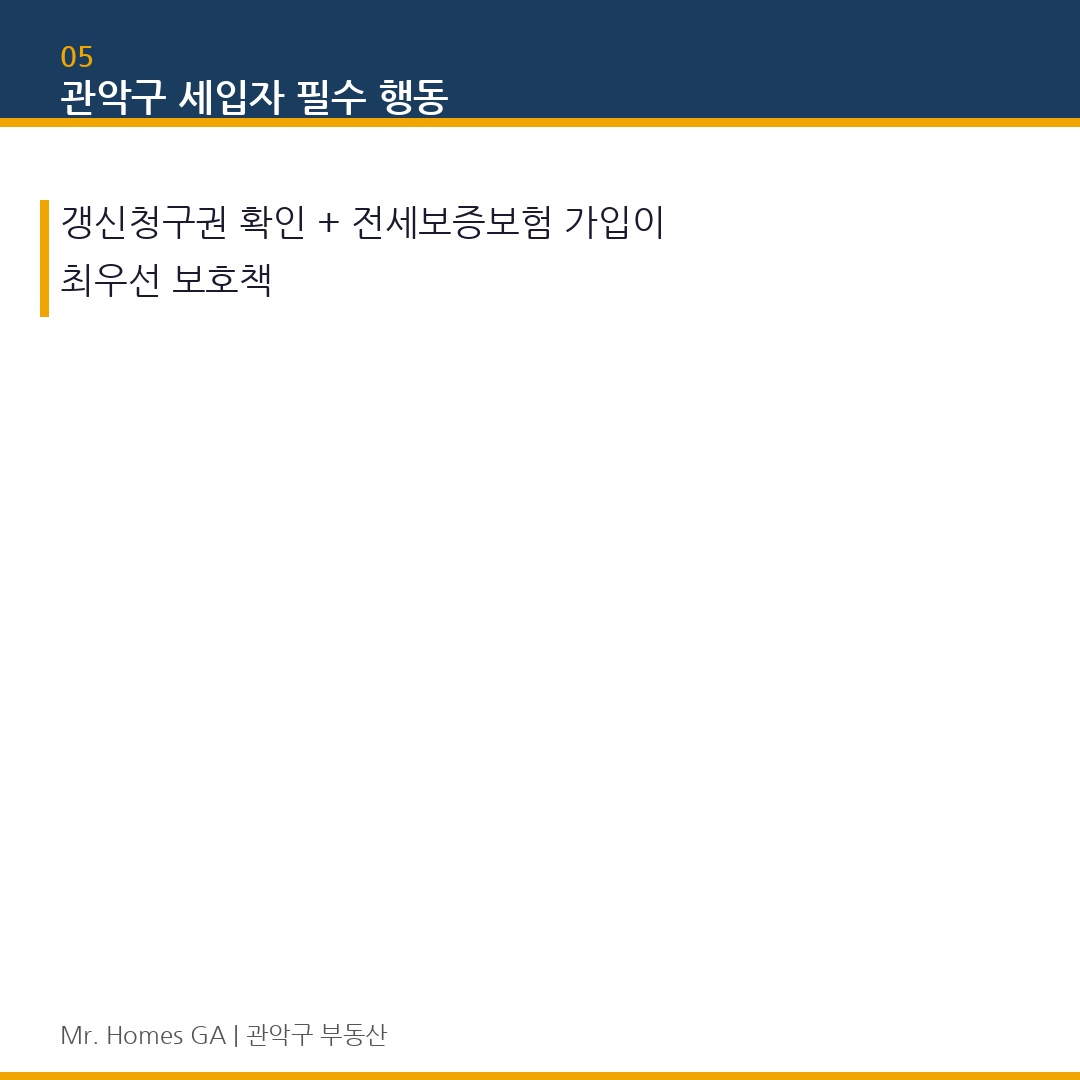 05
관악구 세입자 필수 행동
갱신청구권 확인 + 전세보증보험 가입이
최우선 보호책
Mr. Homes GA | 관악구 부동산